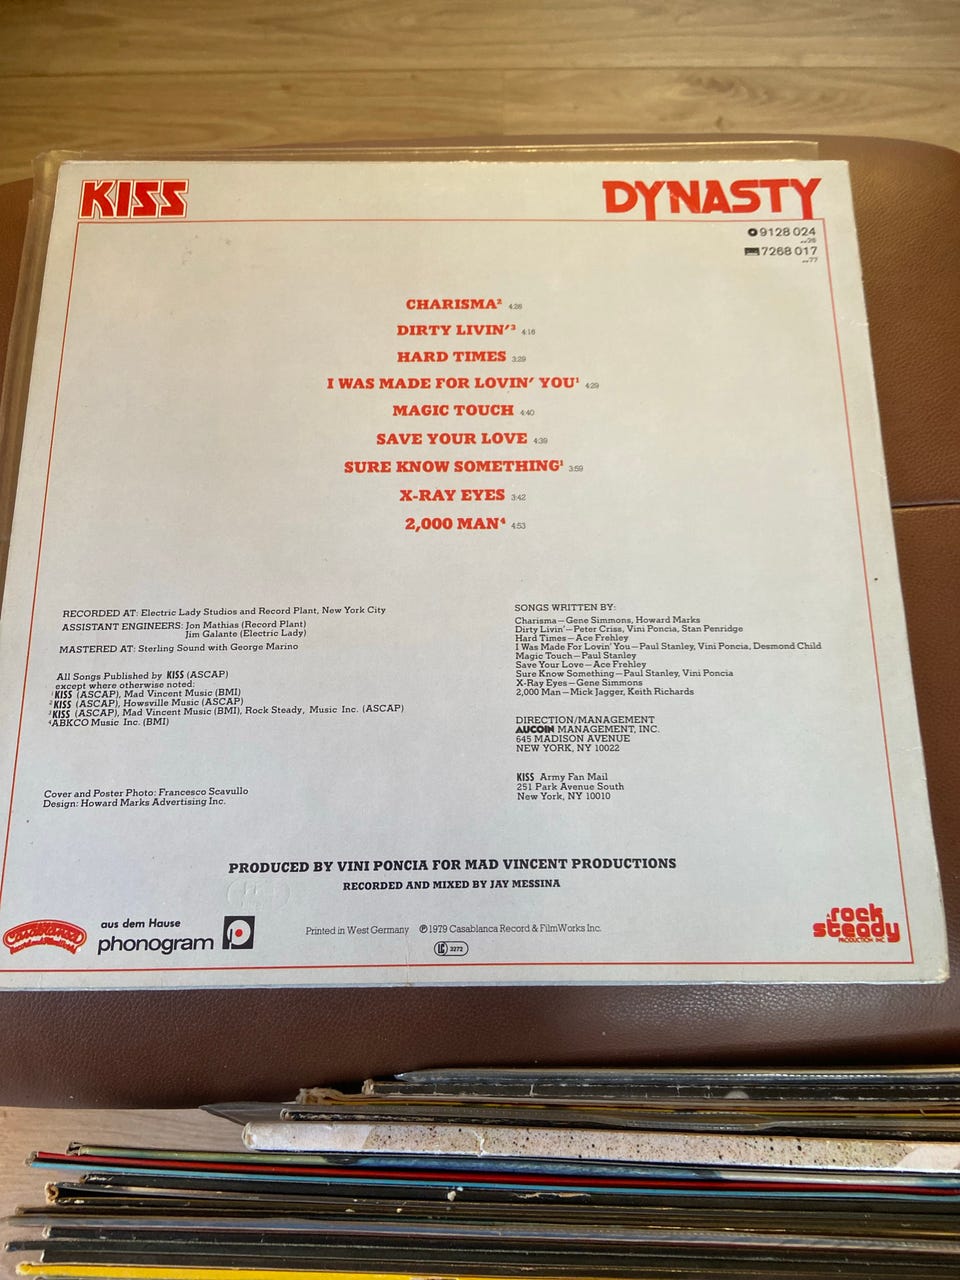 KISS
DYNASTY
9128 024
7268 017
CHARISMA² 4:26
DIRTY LIVIN'³ 4:16
HARD TIMES 3:29
I WAS MADE FOR LOVIN' YOU¹ 4:29
MAGIC TOUCH 4:40
SAVE YOUR LOVE 4:39
SURE KNOW SOMETHING¹ 3:59
X-RAY EYES 3:42
2,000 MAN⁴ 4:53
RECORDED AT: Electric Lady Studios and Record Plant, New York City
ASSISTANT ENGINEERS: Jon Mathias (Record Plant)
Jim Galante (Electric Lady)
MASTERED AT: Sterling Sound with George Marino
All Songs Published by KISS (ASCAP)
except where otherwise noted:
¹KISS (ASCAP), Mad Vincent Music (BMI)
²KISS (ASCAP), Howsville Music (ASCAP)
³KISS (ASCAP), Mad Vincent Music (BMI), Rock Steady, Music Inc. (ASCAP)
⁴ABKCO Music Inc. (BMI)
Cover and Poster Photo: Francesco Scavullo
Design: Howard Marks Advertising Inc.
SONGS WRITTEN BY:
Charisma—Gene Simmons, Howard Marks
Dirty Livin'—Peter Criss, Vini Poncia, Stan Penridge
Hard Times—Ace Frehley
I Was Made For Lovin' You—Paul Stanley, Vini Poncia, Desmond Child
Magic Touch—Paul Stanley
Save Your Love—Ace Frehley
Sure Know Something—Paul Stanley, Vini Poncia
X-Ray Eyes—Gene Simmons
2,000 Man—Mick Jagger, Keith Richards
DIRECTION/MANAGEMENT
AUCOIN MANAGEMENT, INC.
645 MADISON AVENUE
NEW YORK, NY 10022
KISS Army Fan Mail
251 Park Avenue South
New York, NY 10010
PRODUCED BY VINI PONCIA FOR MAD VINCENT PRODUCTIONS
RECORDED AND MIXED BY JAY MESSINA
Casablanca
aus dem Hause
phonogram
Printed in West Germany ℗1979 Casablanca Record & FilmWorks Inc.
LC 3272
rock
steady
PRODUCTION INC